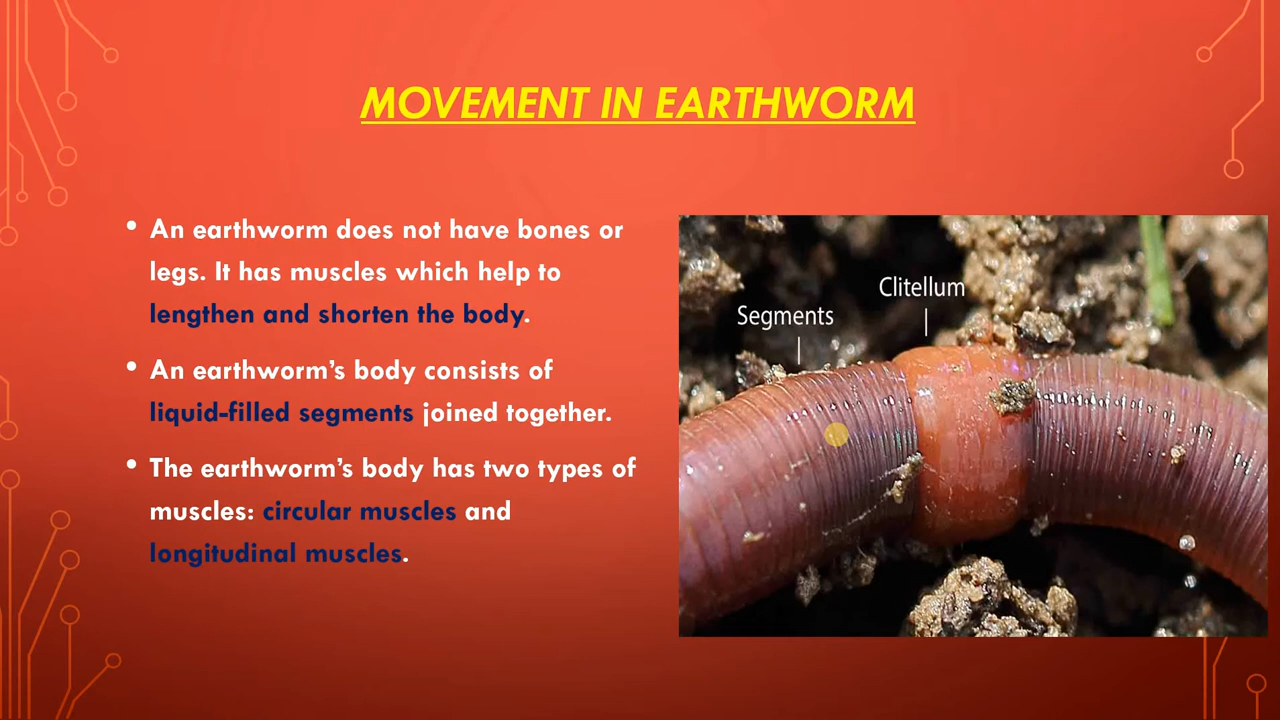 MOVEMENT IN EARTHWORM
• An earthworm does not have bones or
legs. It has muscles which help to
lengthen and shorten the body.
• An earthworm’s body consists of
liquid-filled segments joined together.
• The earthworm’s body has two types of
muscles: circular muscles and
longitudinal muscles.
Clitellum
Segments